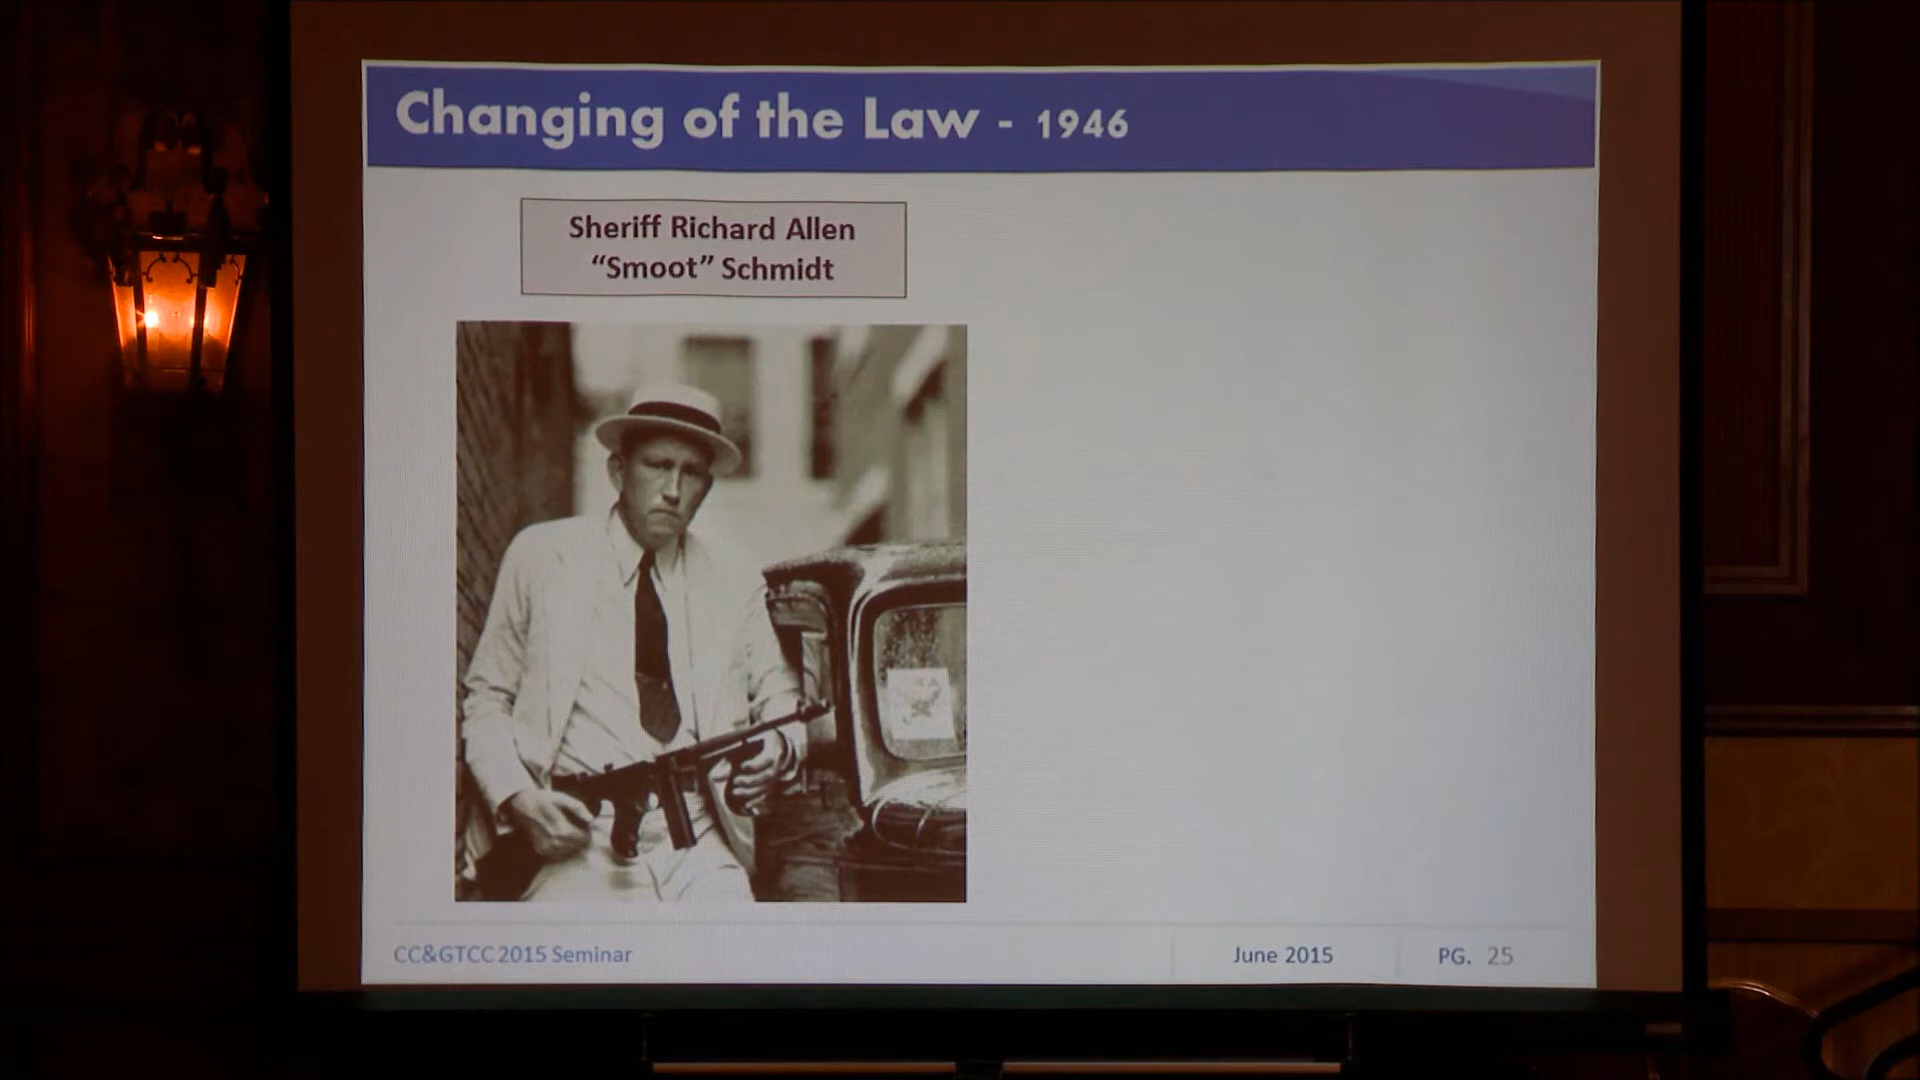 Changing of the Law - 1946
Sheriff Richard Allen
“Smoot” Schmidt
CC&GTCC 2015 Seminar
June 2015
PG. 25